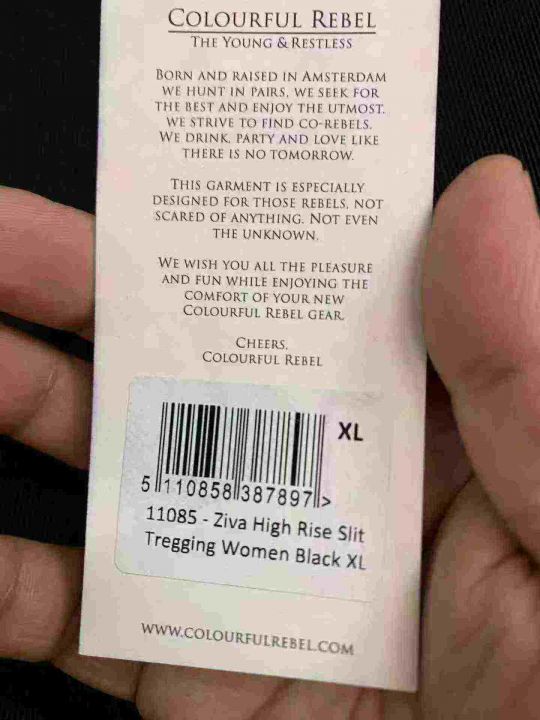 COLOURFUL REBEL
THE YOUNG & RESTLESS
BORN AND RAISED IN AMSTERDAM
WE HUNT IN PAIRS, WE SEEK FOR
THE BEST AND ENJOY THE UTMOST.
WE STRIVE TO FIND CO-REBELS.
WE DRINK, PARTY AND LOVE LIKE
THERE IS NO TOMORROW.
THIS GARMENT IS ESPECIALLY
DESIGNED FOR THOSE REBELS, NOT
SCARED OF ANYTHING. NOT EVEN
THE UNKNOWN.
WE WISH YOU ALL THE PLEASURE
AND FUN WHILE ENJOYING THE
COMFORT OF YOUR NEW
COLOURFUL REBEL GEAR.
CHEERS,
COLOURFUL REBEL
XL
5 110858 387897 >
11085 - Ziva High Rise Slit
Tregging Women Black XL
WWW.COLOURFULREBEL.COM